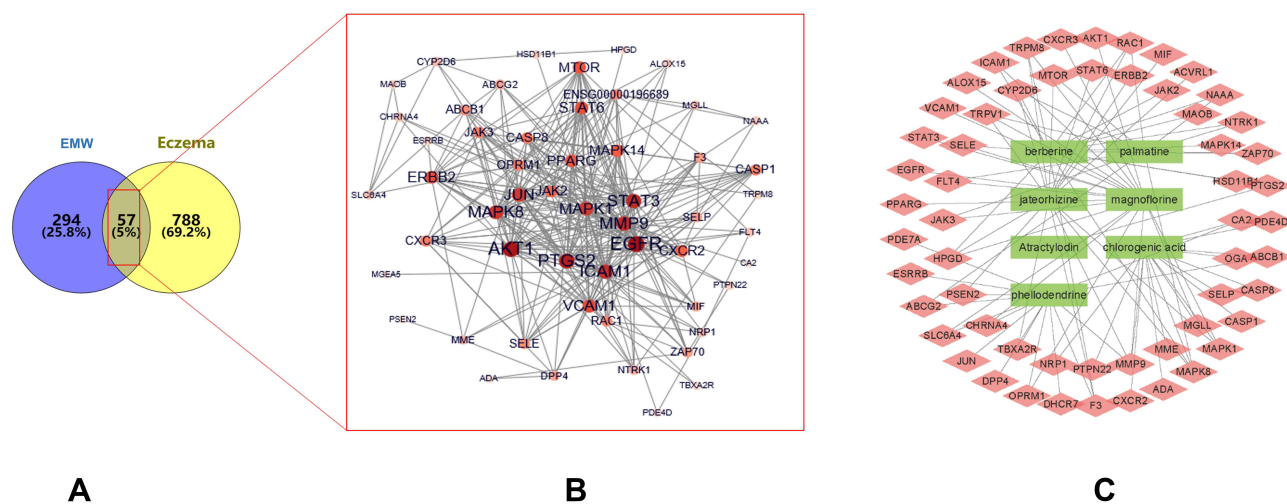 EMW
Eczema
294
(25.8%)
57
(5%)
788
(69.2%)
A
HPGD
HSD11B1
CYP2D6
MTOR
ALOX15
MAOB
ABCG2
ENSG00000196689
STAT6
MGLL
ABCB1
CHRNA4
NAAA
JAK3
CASP8
ESRRB
MAPK14
OPRM1
PPARG
F3
CASP1
ERBB2
SLC6A4
JUN
JAK2
TRPM8
STAT3
MAPK8
MAPK1
MMP9
SELP
FLT4
CXCR3
AKT1
EGFR
CXCR2
PTGS2
CA2
MGEA5
ICAM1
PTPN22
VCAM1
MIF
RAC1
PSEN2
NRP1
MME
SELE
ZAP70
ADA
DPP4
NTRK1
TBXA2R
PDE4D
B
CXCR3
AKT1
RAC1
TRPM8
MIF
ICAM1
STAT6
MTOR
ERBB2
ACVRL1
ALOX15
CYP2D6
JAK2
NAAA
VCAM1
TRPV1
MAOB
NTRK1
STAT3
SELE
MAPK14
ZAP70
berberine
palmatine
EGFR
FLT4
HSD11B1
PTGS2
PPARG
jateorhizine
magnoflorine
JAK3
CA2
PDE4D
PDE7A
Atractylodin
chlorogenic acid
HPGD
OGA
ABCB1
ESRRB
phellodendrine
PSEN2
SELP
CASP8
ABCG2
SLC6A4
CHRNA4
MGLL
CASP1
JUN
TBXA2R
MME
MAPK1
NRP1
PTPN22
MMP9
MAPK8
DPP4
ADA
OPRM1
DHCR7
F3
CXCR2
C